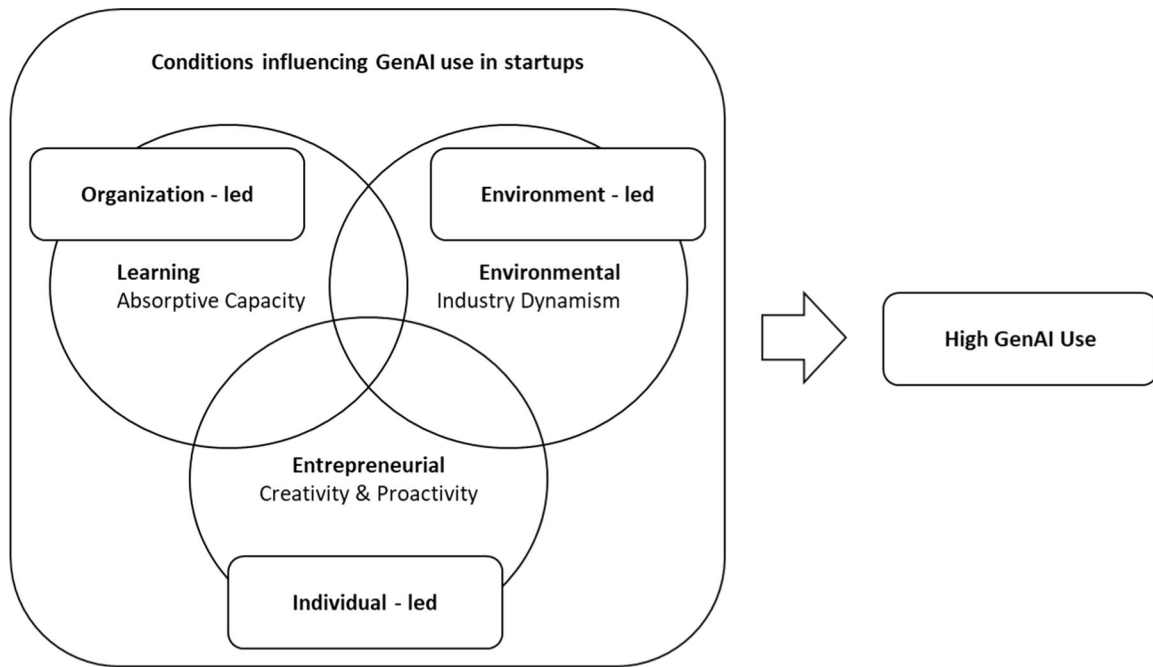 Conditions influencing GenAI use in startups
Organization - led
Environment - led
Learning
Absorptive Capacity
Environmental
Industry Dynamism
High GenAI Use
Entrepreneurial
Creativity & Proactivity
Individual - led